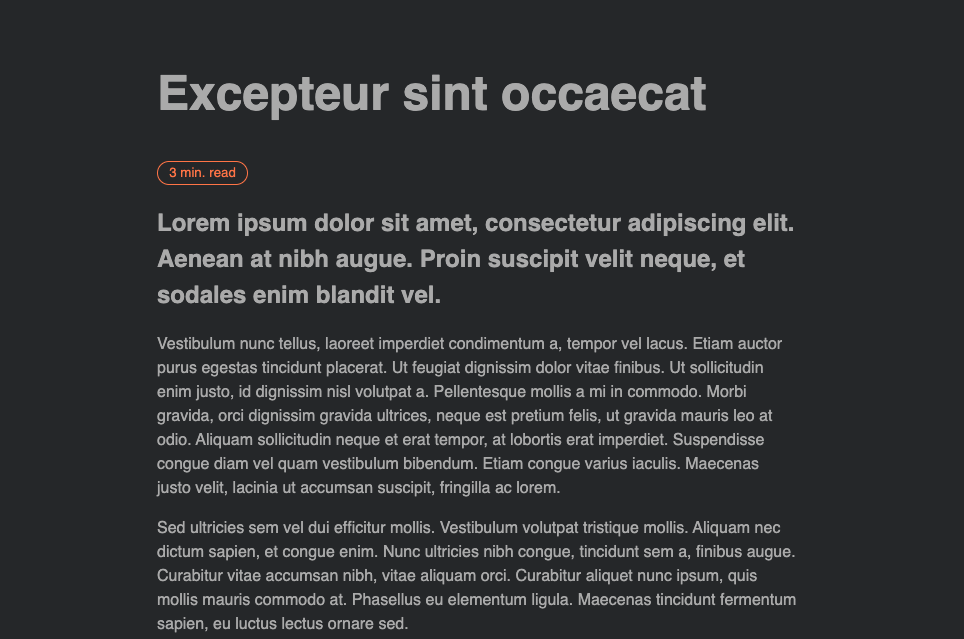 Excepteur sint occaecat
3 min. read
Lorem ipsum dolor sit amet, consectetur adipiscing elit.
Aenean at nibh augue. Proin suscipit velit neque, et
sodales enim blandit vel.
Vestibulum nunc tellus, laoreet imperdiet condimentum a, tempor vel lacus. Etiam auctor
purus egestas tincidunt placerat. Ut feugiat dignissim dolor vitae finibus. Ut sollicitudin
enim justo, id dignissim nisl volutpat a. Pellentesque mollis a mi in commodo. Morbi
gravida, orci dignissim gravida ultrices, neque est pretium felis, ut gravida mauris leo at
odio. Aliquam sollicitudin neque et erat tempor, at lobortis erat imperdiet. Suspendisse
congue diam vel quam vestibulum bibendum. Etiam congue varius iaculis. Maecenas
justo velit, lacinia ut accumsan suscipit, fringilla ac lorem.
Sed ultricies sem vel dui efficitur mollis. Vestibulum volutpat tristique mollis. Aliquam nec
dictum sapien, et congue enim. Nunc ultricies nibh congue, tincidunt sem a, finibus augue.
Curabitur vitae accumsan nibh, vitae aliquam orci. Curabitur aliquet nunc ipsum, quis
mollis mauris commodo at. Phasellus eu elementum ligula. Maecenas tincidunt fermentum
sapien, eu luctus lectus ornare sed.